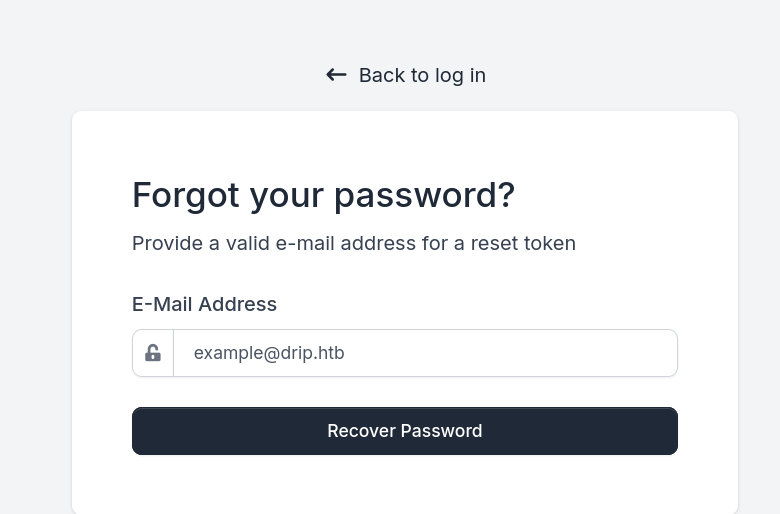 Back to log in
Forgot your password?
Provide a valid e-mail address for a reset token
E-Mail Address
example@drip.htb
Recover Password